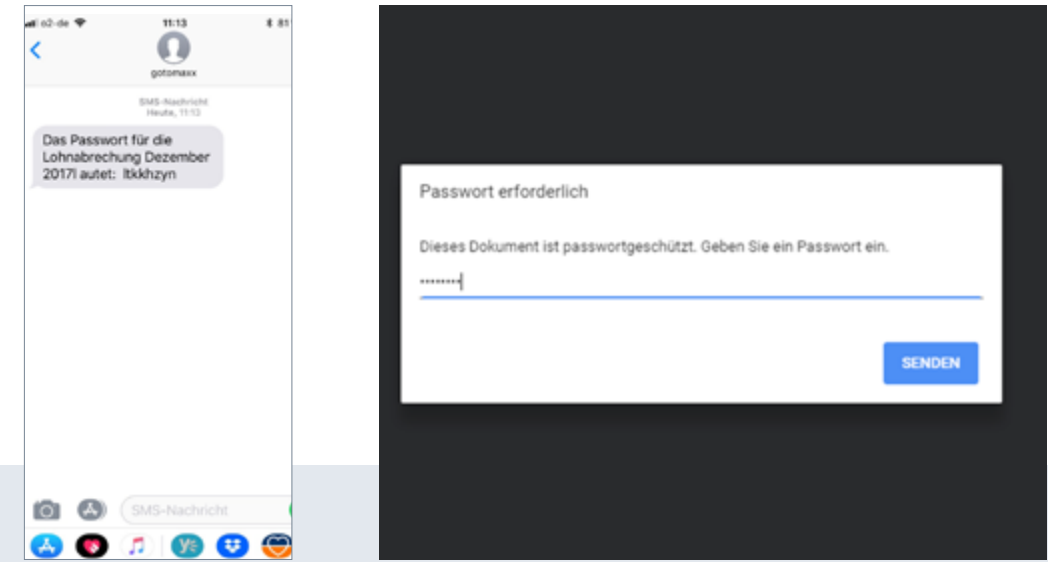 o2-de 11:13 81
gotomaxx
SMS-Nachricht
Heute, 11:13
Das Passwort für die
Lohnabrechung Dezember
2017l autet: ltkkhzyn
SMS-Nachricht
Passwort erforderlich
Dieses Dokument ist passwortgeschützt. Geben Sie ein Passwort ein.
SENDEN